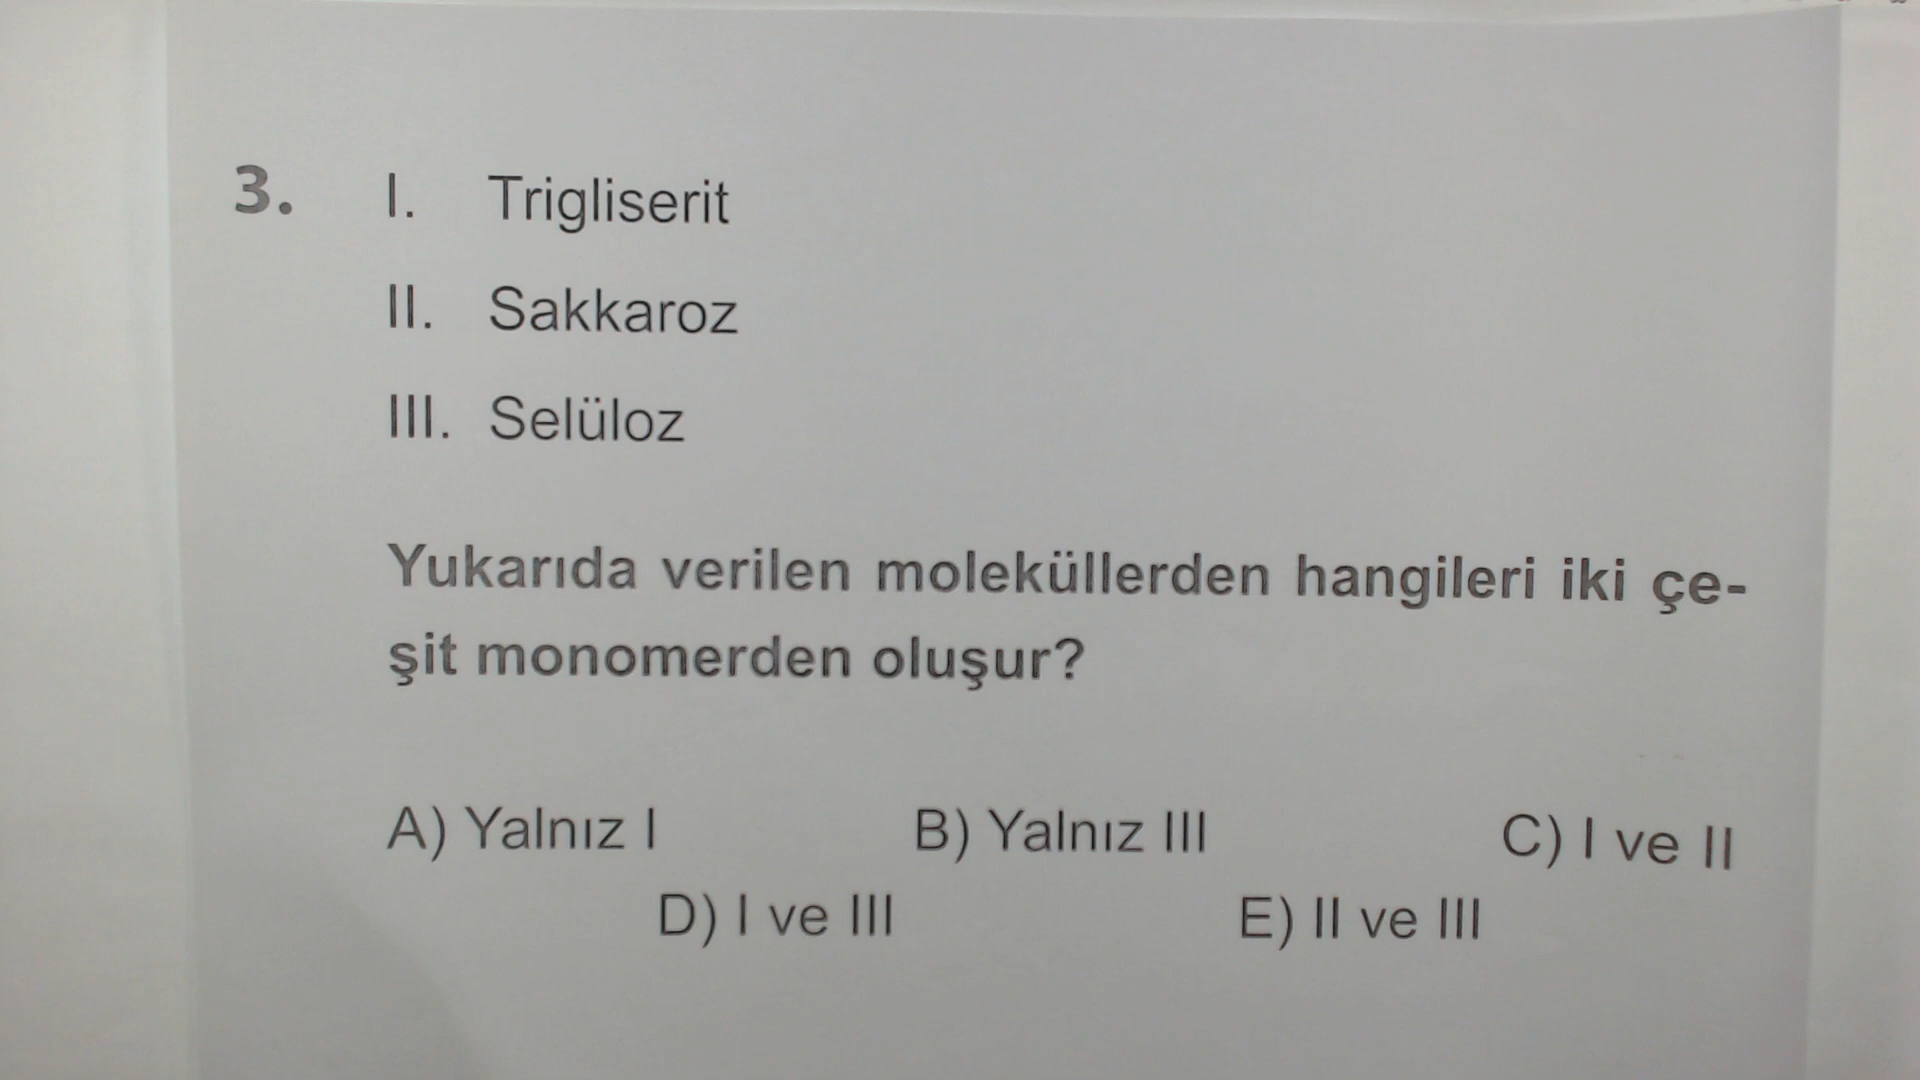 3. I. Trigliserit
II. Sakkaroz
III. Selüloz
Yukarıda verilen moleküllerden hangileri iki çe-
şit monomerden oluşur?
A) Yalnız I B) Yalnız III C) I ve II
D) I ve III E) II ve III